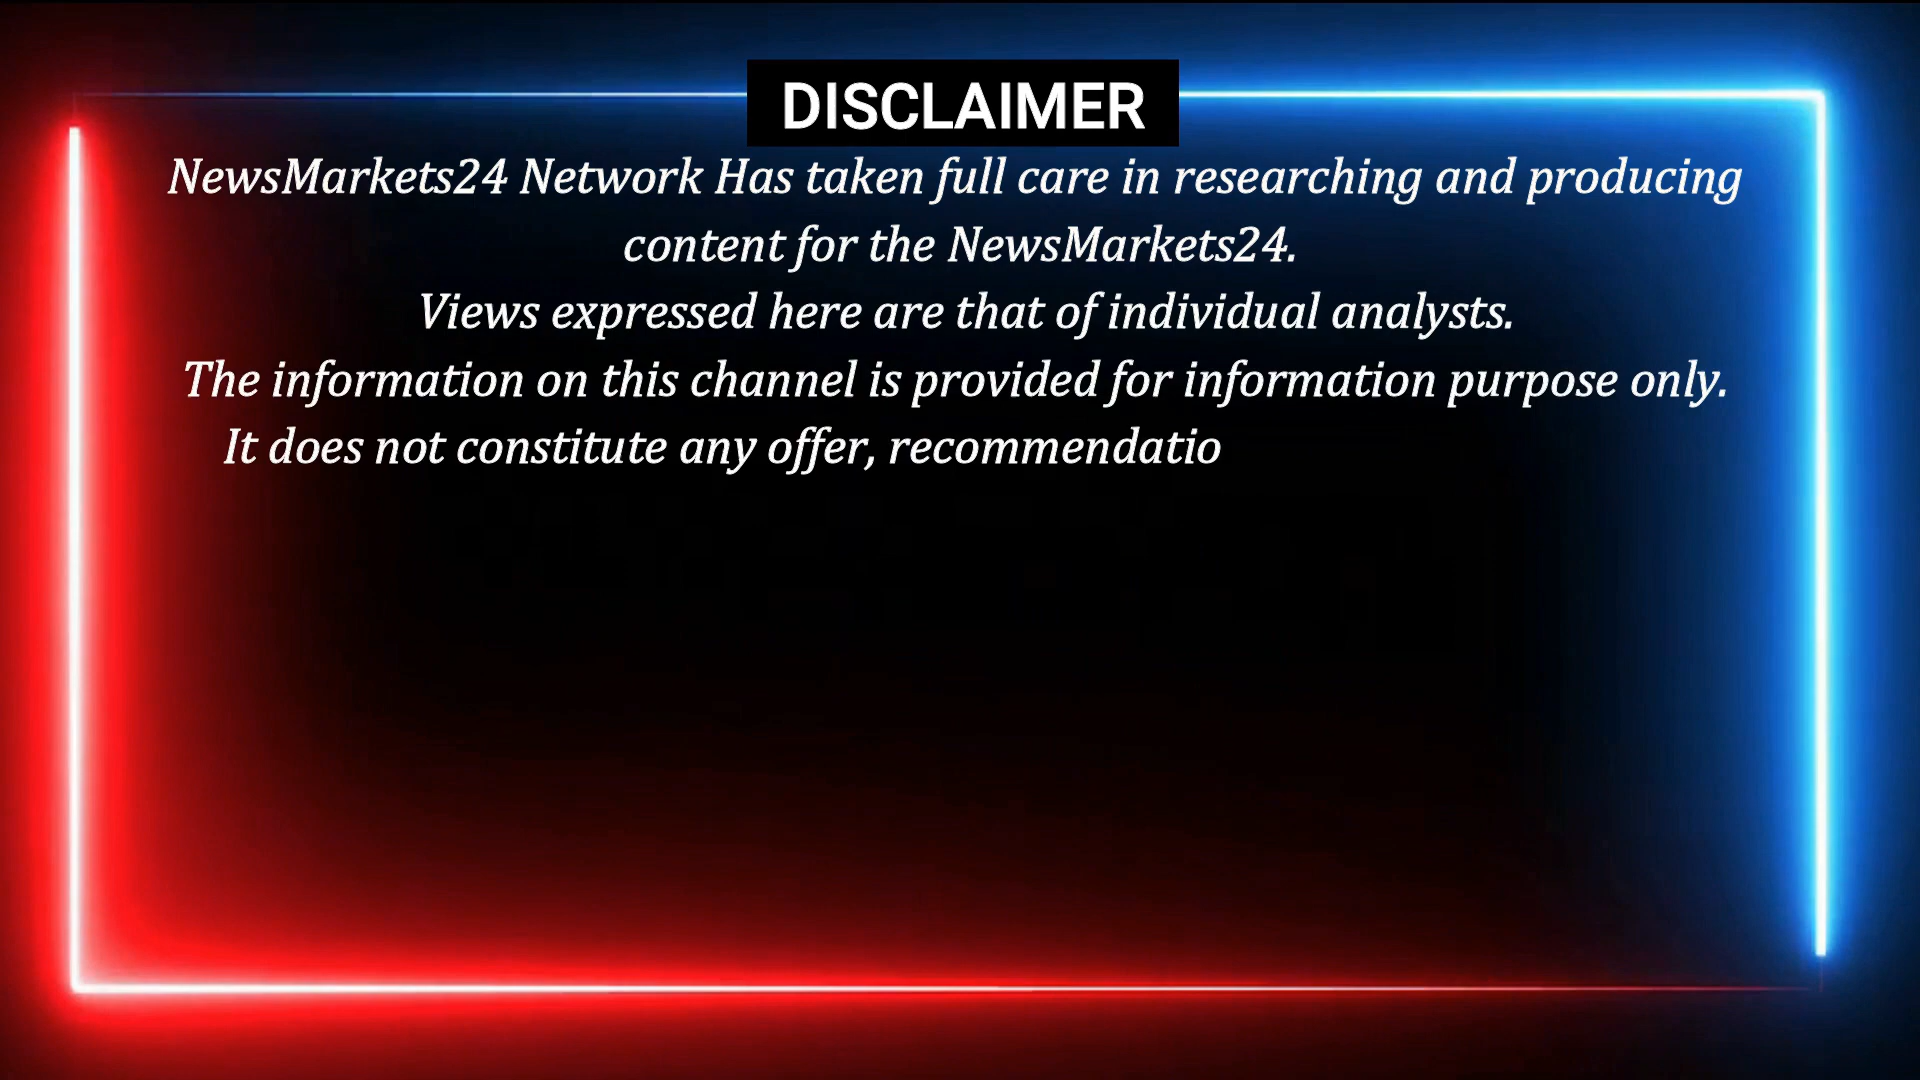 DISCLAIMER
NewsMarkets24 Network Has taken full care in researching and producing
content for the NewsMarkets24.
Views expressed here are that of individual analysts.
The information on this channel is provided for information purpose only.
It does not constitute any offer, recommendatio